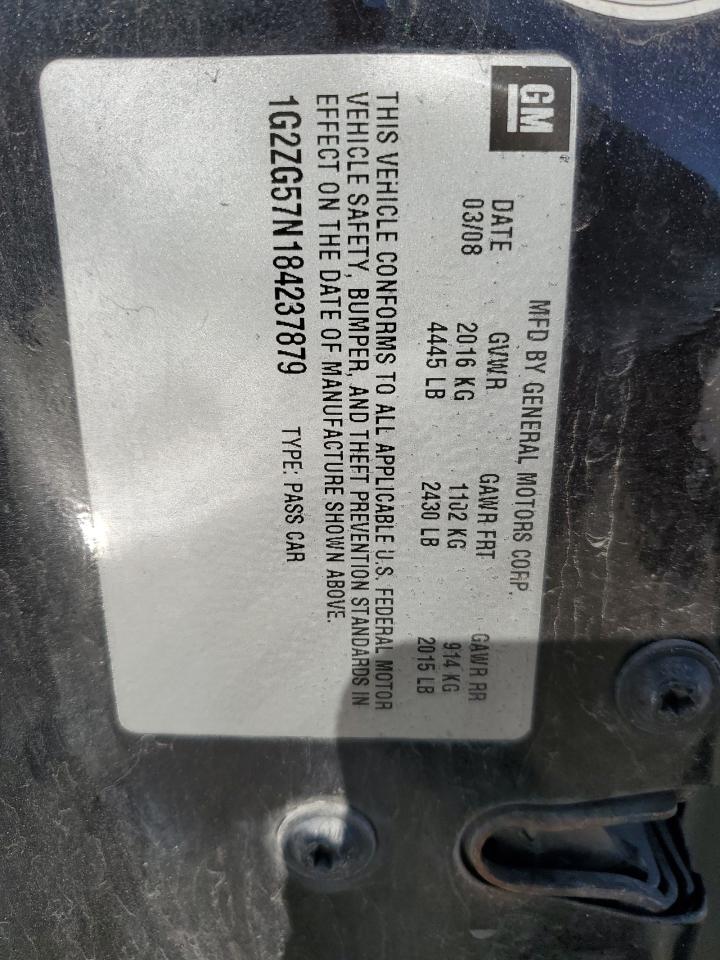 GM
MFD BY GENERAL MOTORS CORP.
DATE GVWR GAWR FRT GAWR RR
03/08 2016 KG 1102 KG 914 KG
4445 LB 2430 LB 2015 LB
THIS VEHICLE CONFORMS TO ALL APPLICABLE U.S. FEDERAL MOTOR
VEHICLE SAFETY, BUMPER, AND THEFT PREVENTION STANDARDS IN
EFFECT ON THE DATE OF MANUFACTURE SHOWN ABOVE.
1G2ZG57N184237879 TYPE: PASS CAR